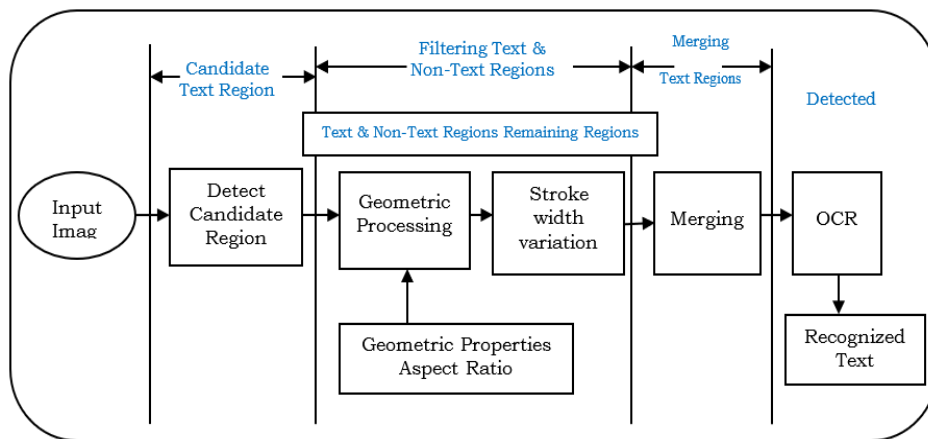 Candidate
Text Region
Filtering Text &
Non-Text Regions
Merging
Text Regions
Detected
Text & Non-Text Regions Remaining Regions
Input
Imag
Detect
Candidate
Region
Geometric
Processing
Stroke
width
variation
Merging
OCR
Geometric Properties
Aspect Ratio
Recognized
Text